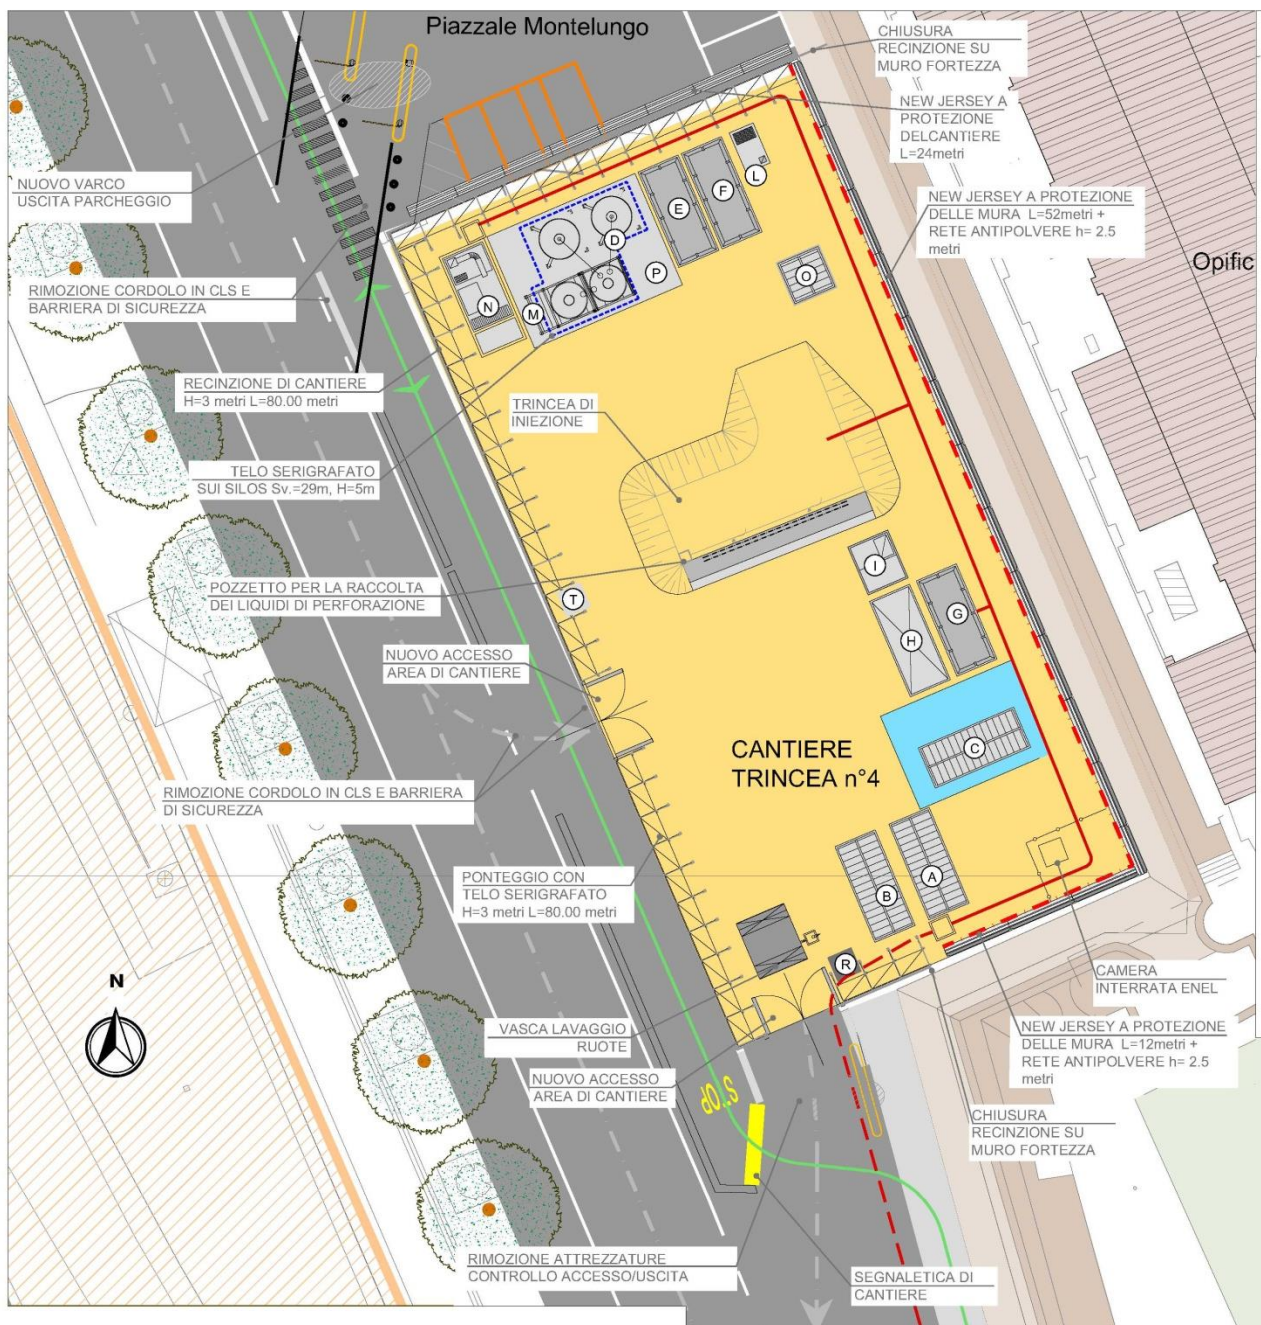 Piazzale Montelungo
CHIUSURA
RECINZIONE SU
MURO FORTEZZA
NEW JERSEY A
PROTEZIONE
DELCANTIERE
L=24metri
NUOVO VARCO
USCITA PARCHEGGIO
NEW JERSEY A PROTEZIONE
DELLE MURA L=52metri +
RETE ANTIPOLVERE h= 2.5
metri
Opific
RIMOZIONE CORDOLO IN CLS E
BARRIERA DI SICUREZZA
L
F
E
D
P
O
N
M
RECINZIONE DI CANTIERE
H=3 metri L=80.00 metri
TRINCEA DI
INIEZIONE
TELO SERIGRAFATO
SUI SILOS Sv.=29m, H=5m
POZZETTO PER LA RACCOLTA
DEI LIQUIDI DI PERFORAZIONE
I
T
G
H
NUOVO ACCESSO
AREA DI CANTIERE
CANTIERE
TRINCEA n°4
C
RIMOZIONE CORDOLO IN CLS E BARRIERA
DI SICUREZZA
PONTEGGIO CON
TELO SERIGRAFATO
H=3 metri L=80.00 metri
A
B
R
CAMERA
INTERRATA ENEL
N
VASCA LAVAGGIO
RUOTE
NEW JERSEY A PROTEZIONE
DELLE MURA L=12metri +
RETE ANTIPOLVERE h= 2.5
metri
NUOVO ACCESSO
AREA DI CANTIERE
STOP
CHIUSURA
RECINZIONE SU
MURO FORTEZZA
RIMOZIONE ATTREZZATURE
CONTROLLO ACCESSO/USCITA
SEGNALETICA DI
CANTIERE